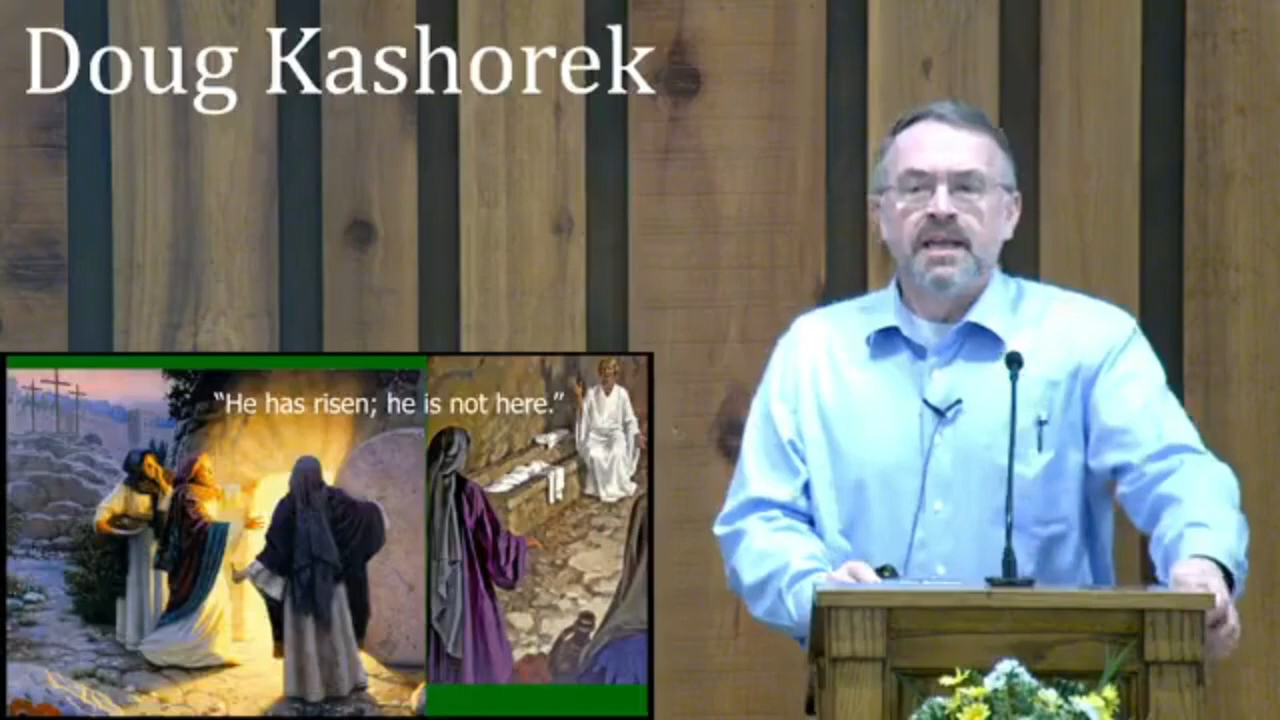 Doug Kashorek
“He has risen; he is not here.”